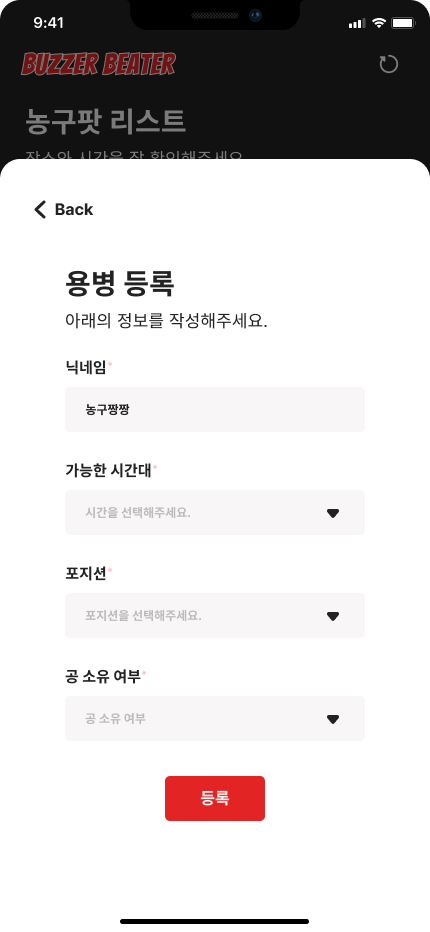 9:41
BUZZER BEATER
농구팟 리스트
장소와 시간을 잘 확인해주세요
Back
용병 등록
아래의 정보를 작성해주세요.
닉네임*
농구짱짱
가능한 시간대*
시간을 선택해주세요.
포지션*
포지션을 선택해주세요.
공 소유 여부*
공 소유 여부
등록